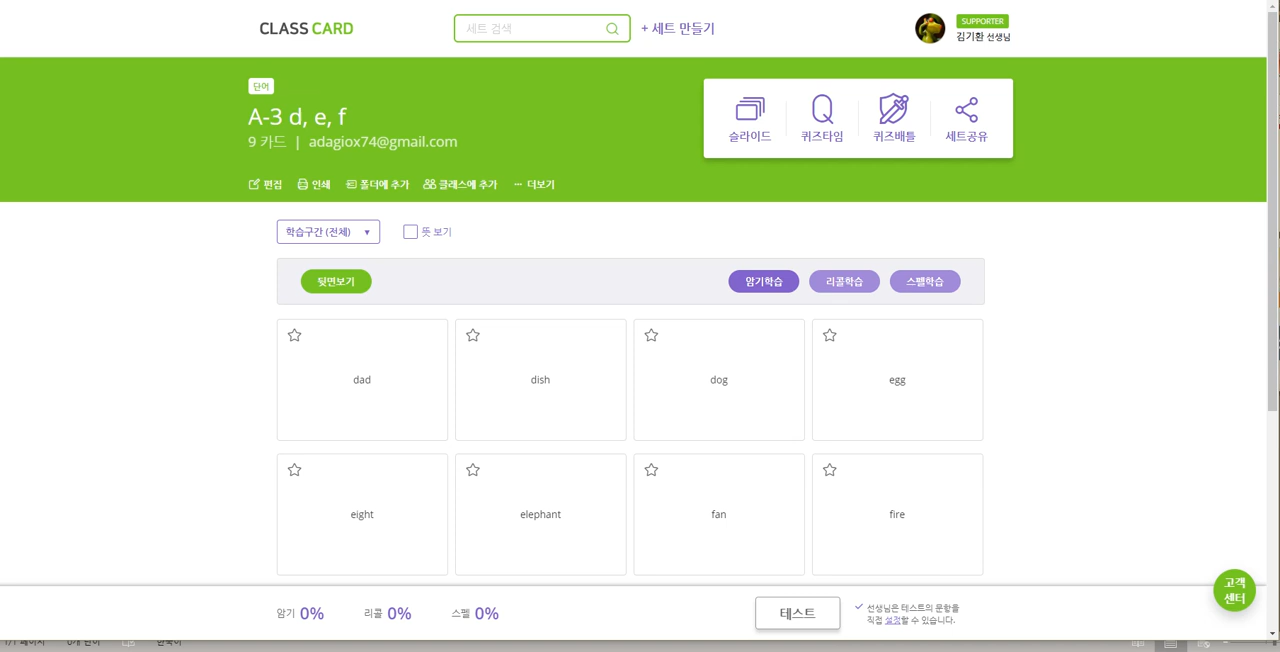 CLASS CARD
세트 검색
+ 세트 만들기
SUPPORTER
김기환 선생님
단어
A-3 d, e, f
9 카드 | adagiox74@gmail.com
슬라이드 퀴즈타임 퀴즈배틀 세트공유
편집 인쇄 폴더에 추가 클래스에 추가 ··· 더보기
학습구간 (전체) ▼ 뜻 보기
뒷면보기 암기학습 리콜학습 스펠학습
dad dish dog egg
eight elephant fan fire
고객
센터
암기 0% 리콜 0% 스펠 0%
테스트
선생님은 테스트의 문항을
직접 설정할 수 있습니다.